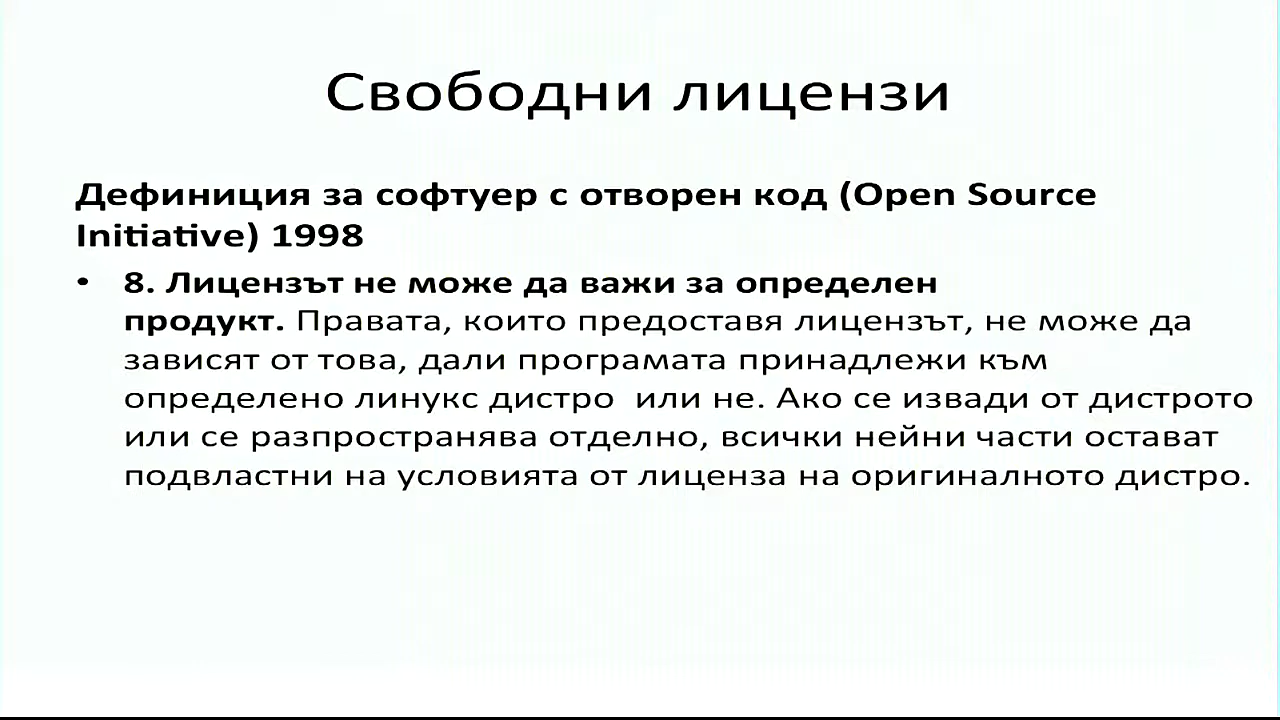 Свободни лицензи
Дефиниция за софтуер с отворен код (Open Source
Initiative) 1998
• 8. Лицензът не може да важи за определен
продукт. Правата, които предоставя лицензът, не може да
зависят от това, дали програмата принадлежи към
определено линукс дистро или не. Ако се извади от дистрото
или се разпространява отделно, всички нейни части остават
подвластни на условията от лиценза на оригиналното дистро.